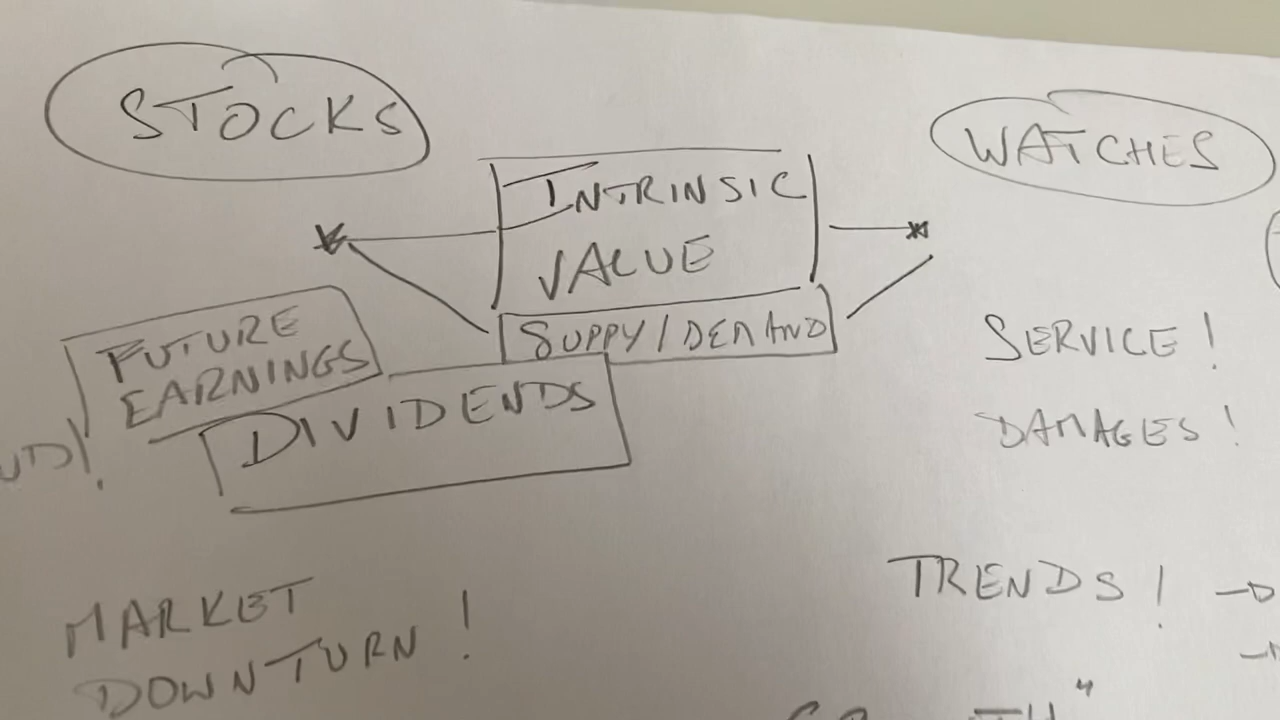 STOCKS
WATCHES
INTRINSIC
VALUE
SUPPY/DEMAND
FUTURE
EARNINGS
DIVIDENDS
SERVICE!
DAMAGES!
TRENDS!
MARKET
DOWNTURN!